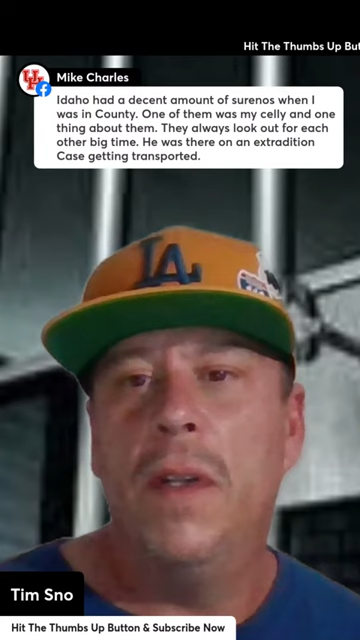 Hit The Thumbs Up But
Mike Charles
Idaho had a decent amount of surenos when I
was in County. One of them was my celly and one
thing about them. They always look out for each
other big time. He was there on an extradition
Case getting transported.
LA
Tim Sno
Hit The Thumbs Up Button & Subscribe Now